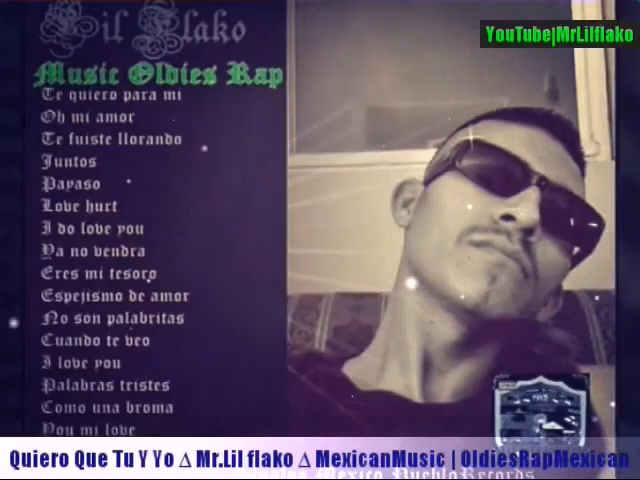 Lil Flako
YouTube|MrLilflako
Music Oldies Rap
Te quiero para mi
Oh mi amor
Te fuiste llorando
Juntos
Payaso
Love hurt
I do love you
Ya no vendra
Eres mi tesoro
Espejismo de amor
No son palabritas
Cuando te veo
I love you
Palabras tristes
Como una broma
You mi love
Quiero Que Tu Y Yo ∆ Mr.Lil flako ∆ MexicanMusic | OldiesRapMexican
Mexico Puebla Records